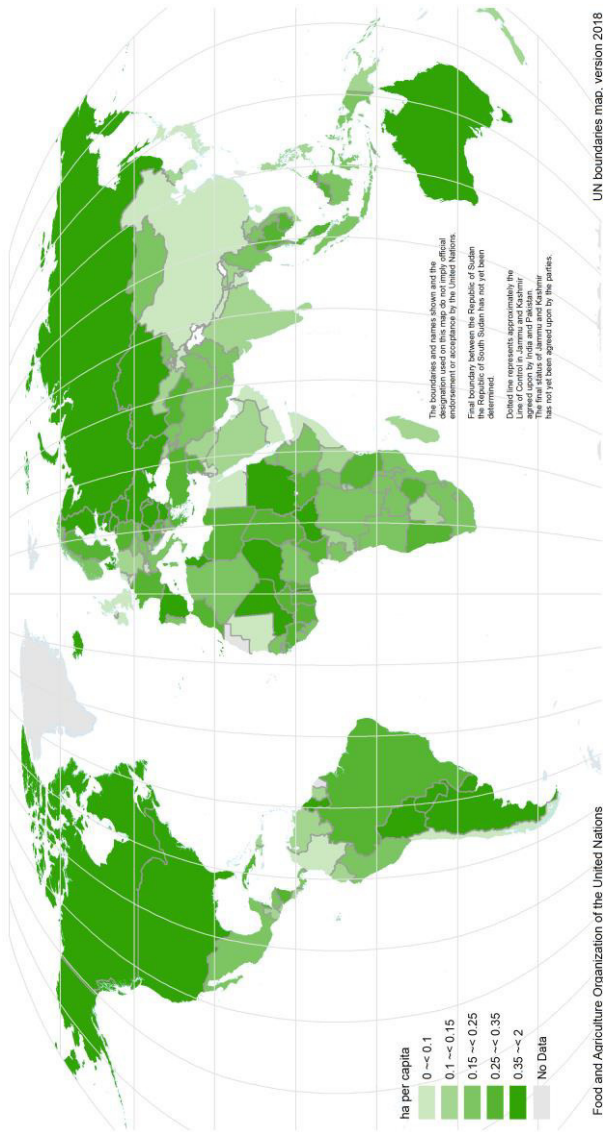 The boundaries and names shown and the
designation used on this map do not imply official
endorsement or acceptance by the United Nations.
Final boundary between the Republic of Sudan
the Republic of South Sudan has not yet been
determined.
Dotted line represents approximately the
Line of Control in Jammu and Kashmir
agreed upon by India and Pakistan.
The final status of Jammu and Kashmir
has not yet been agreed upon by the parties.
ha per capita
0 ~< 0.1
0.1 ~< 0.15
0.15 ~< 0.25
0.25 ~< 0.35
0.35 ~< 2
No Data
Food and Agriculture Organization of the United Nations
UN boundaries map, version 2018